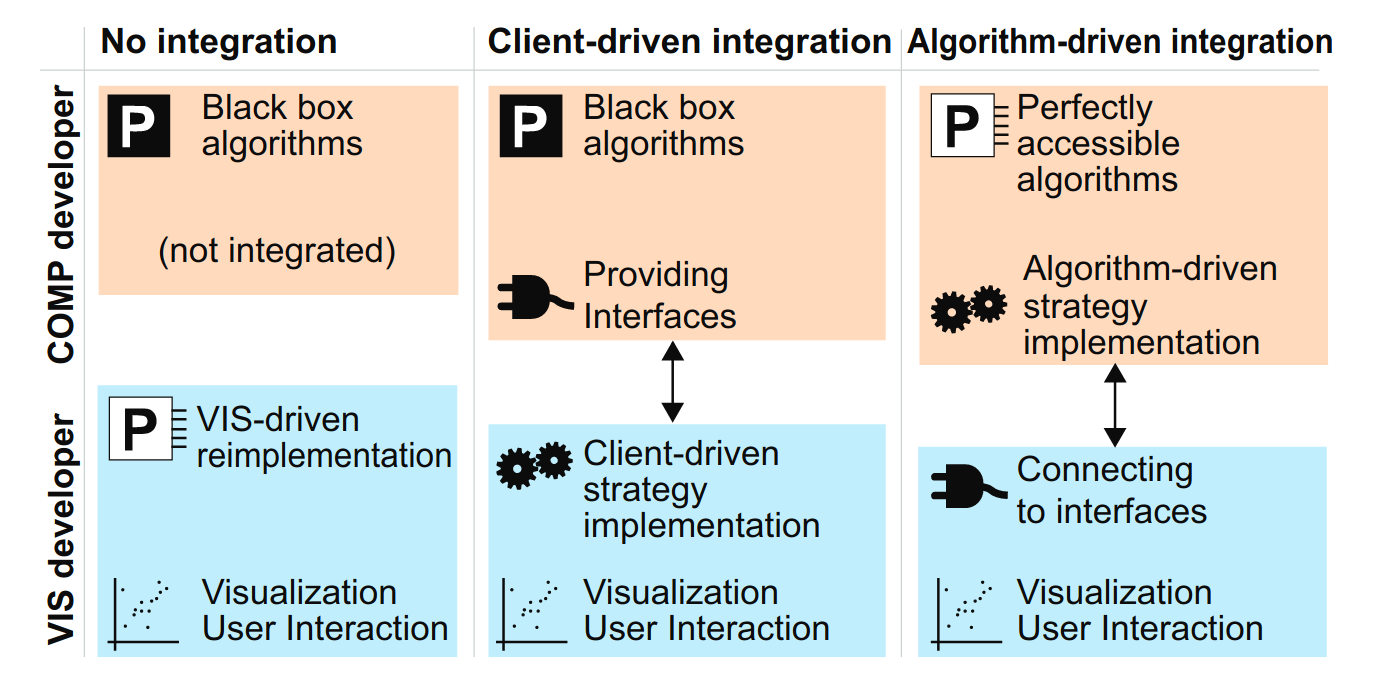 No integration
Client-driven integration
Algorithm-driven integration
COMP developer
P
Black box
algorithms
(not integrated)
P
Black box
algorithms
Providing
Interfaces
P
Perfectly
accessible
algorithms
Algorithm-driven
strategy
implementation
VIS developer
P
VIS-driven
reimplementation
Visualization
User Interaction
Client-driven
strategy
implementation
Visualization
User Interaction
Connecting
to interfaces
Visualization
User Interaction